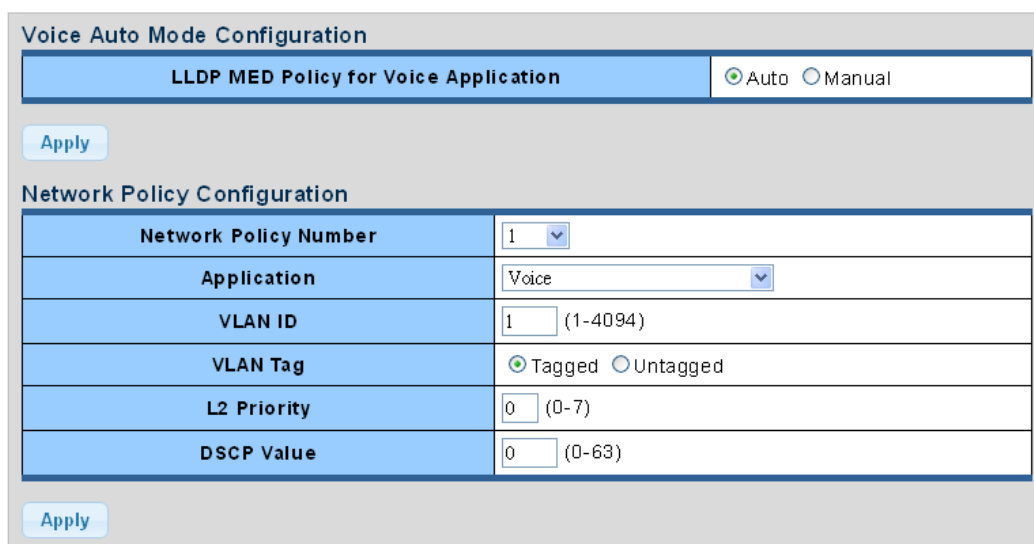 Voice Auto Mode Configuration
LLDP MED Policy for Voice Application Auto Manual
Apply
Network Policy Configuration
Network Policy Number 1
Application Voice
VLAN ID 1 (1-4094)
VLAN Tag Tagged Untagged
L2 Priority 0 (0-7)
DSCP Value 0 (0-63)
Apply